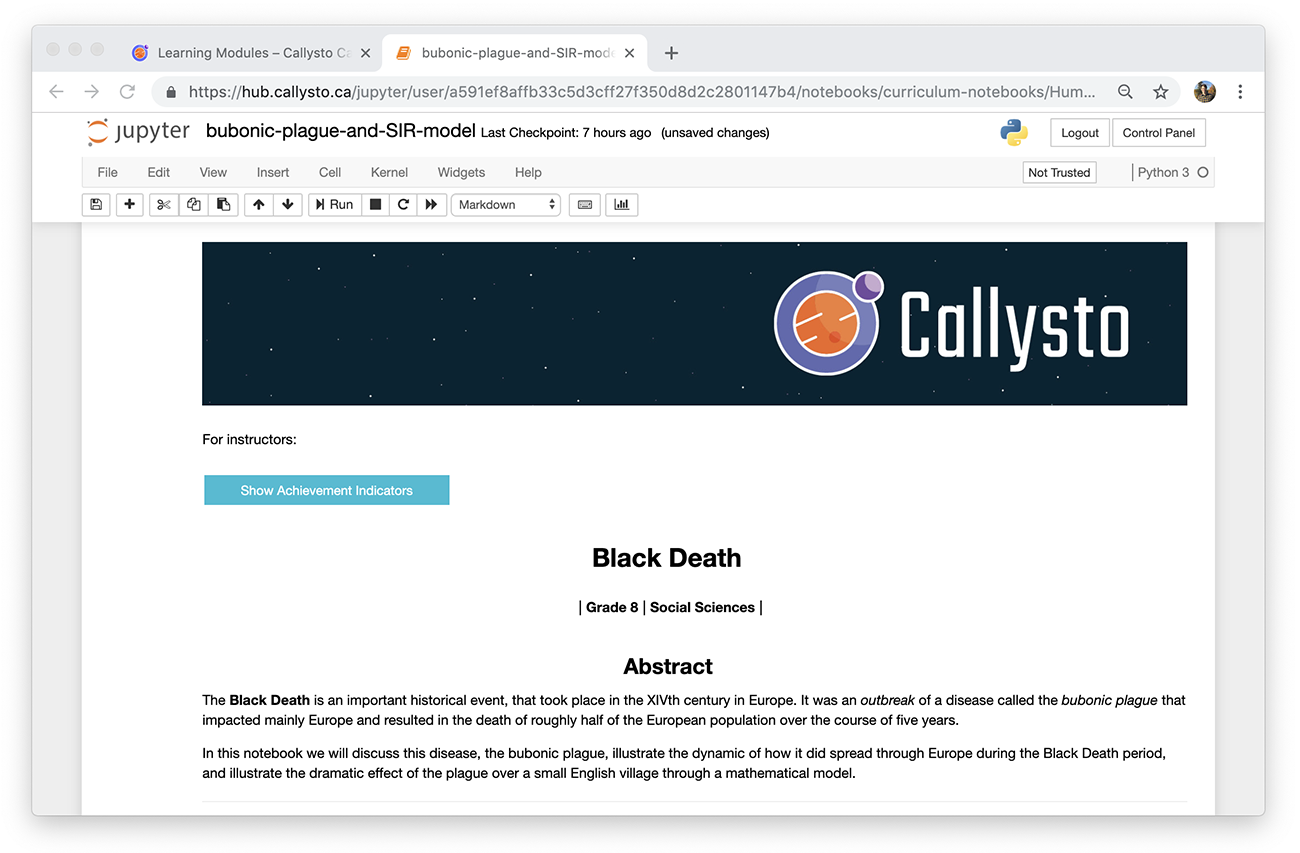 Learning Modules – Callysto Ca
bubonic-plague-and-SIR-mode
https://hub.callysto.ca/jupyter/user/a591ef8affb33c5d3cff27f350d8d2c2801147b4/notebooks/curriculum-notebooks/Hum...
jupyter bubonic-plague-and-SIR-model Last Checkpoint: 7 hours ago (unsaved changes) Logout Control Panel
File Edit View Insert Cell Kernel Widgets Help Not Trusted Python 3
Run Markdown
Callysto
For instructors:
Show Achievement Indicators
Black Death
| Grade 8 | Social Sciences |
Abstract
The Black Death is an important historical event, that took place in the XIVth century in Europe. It was an outbreak of a disease called the bubonic plague that
impacted mainly Europe and resulted in the death of roughly half of the European population over the course of five years.
In this notebook we will discuss this disease, the bubonic plague, illustrate the dynamic of how it did spread through Europe during the Black Death period,
and illustrate the dramatic effect of the plague over a small English village through a mathematical model.